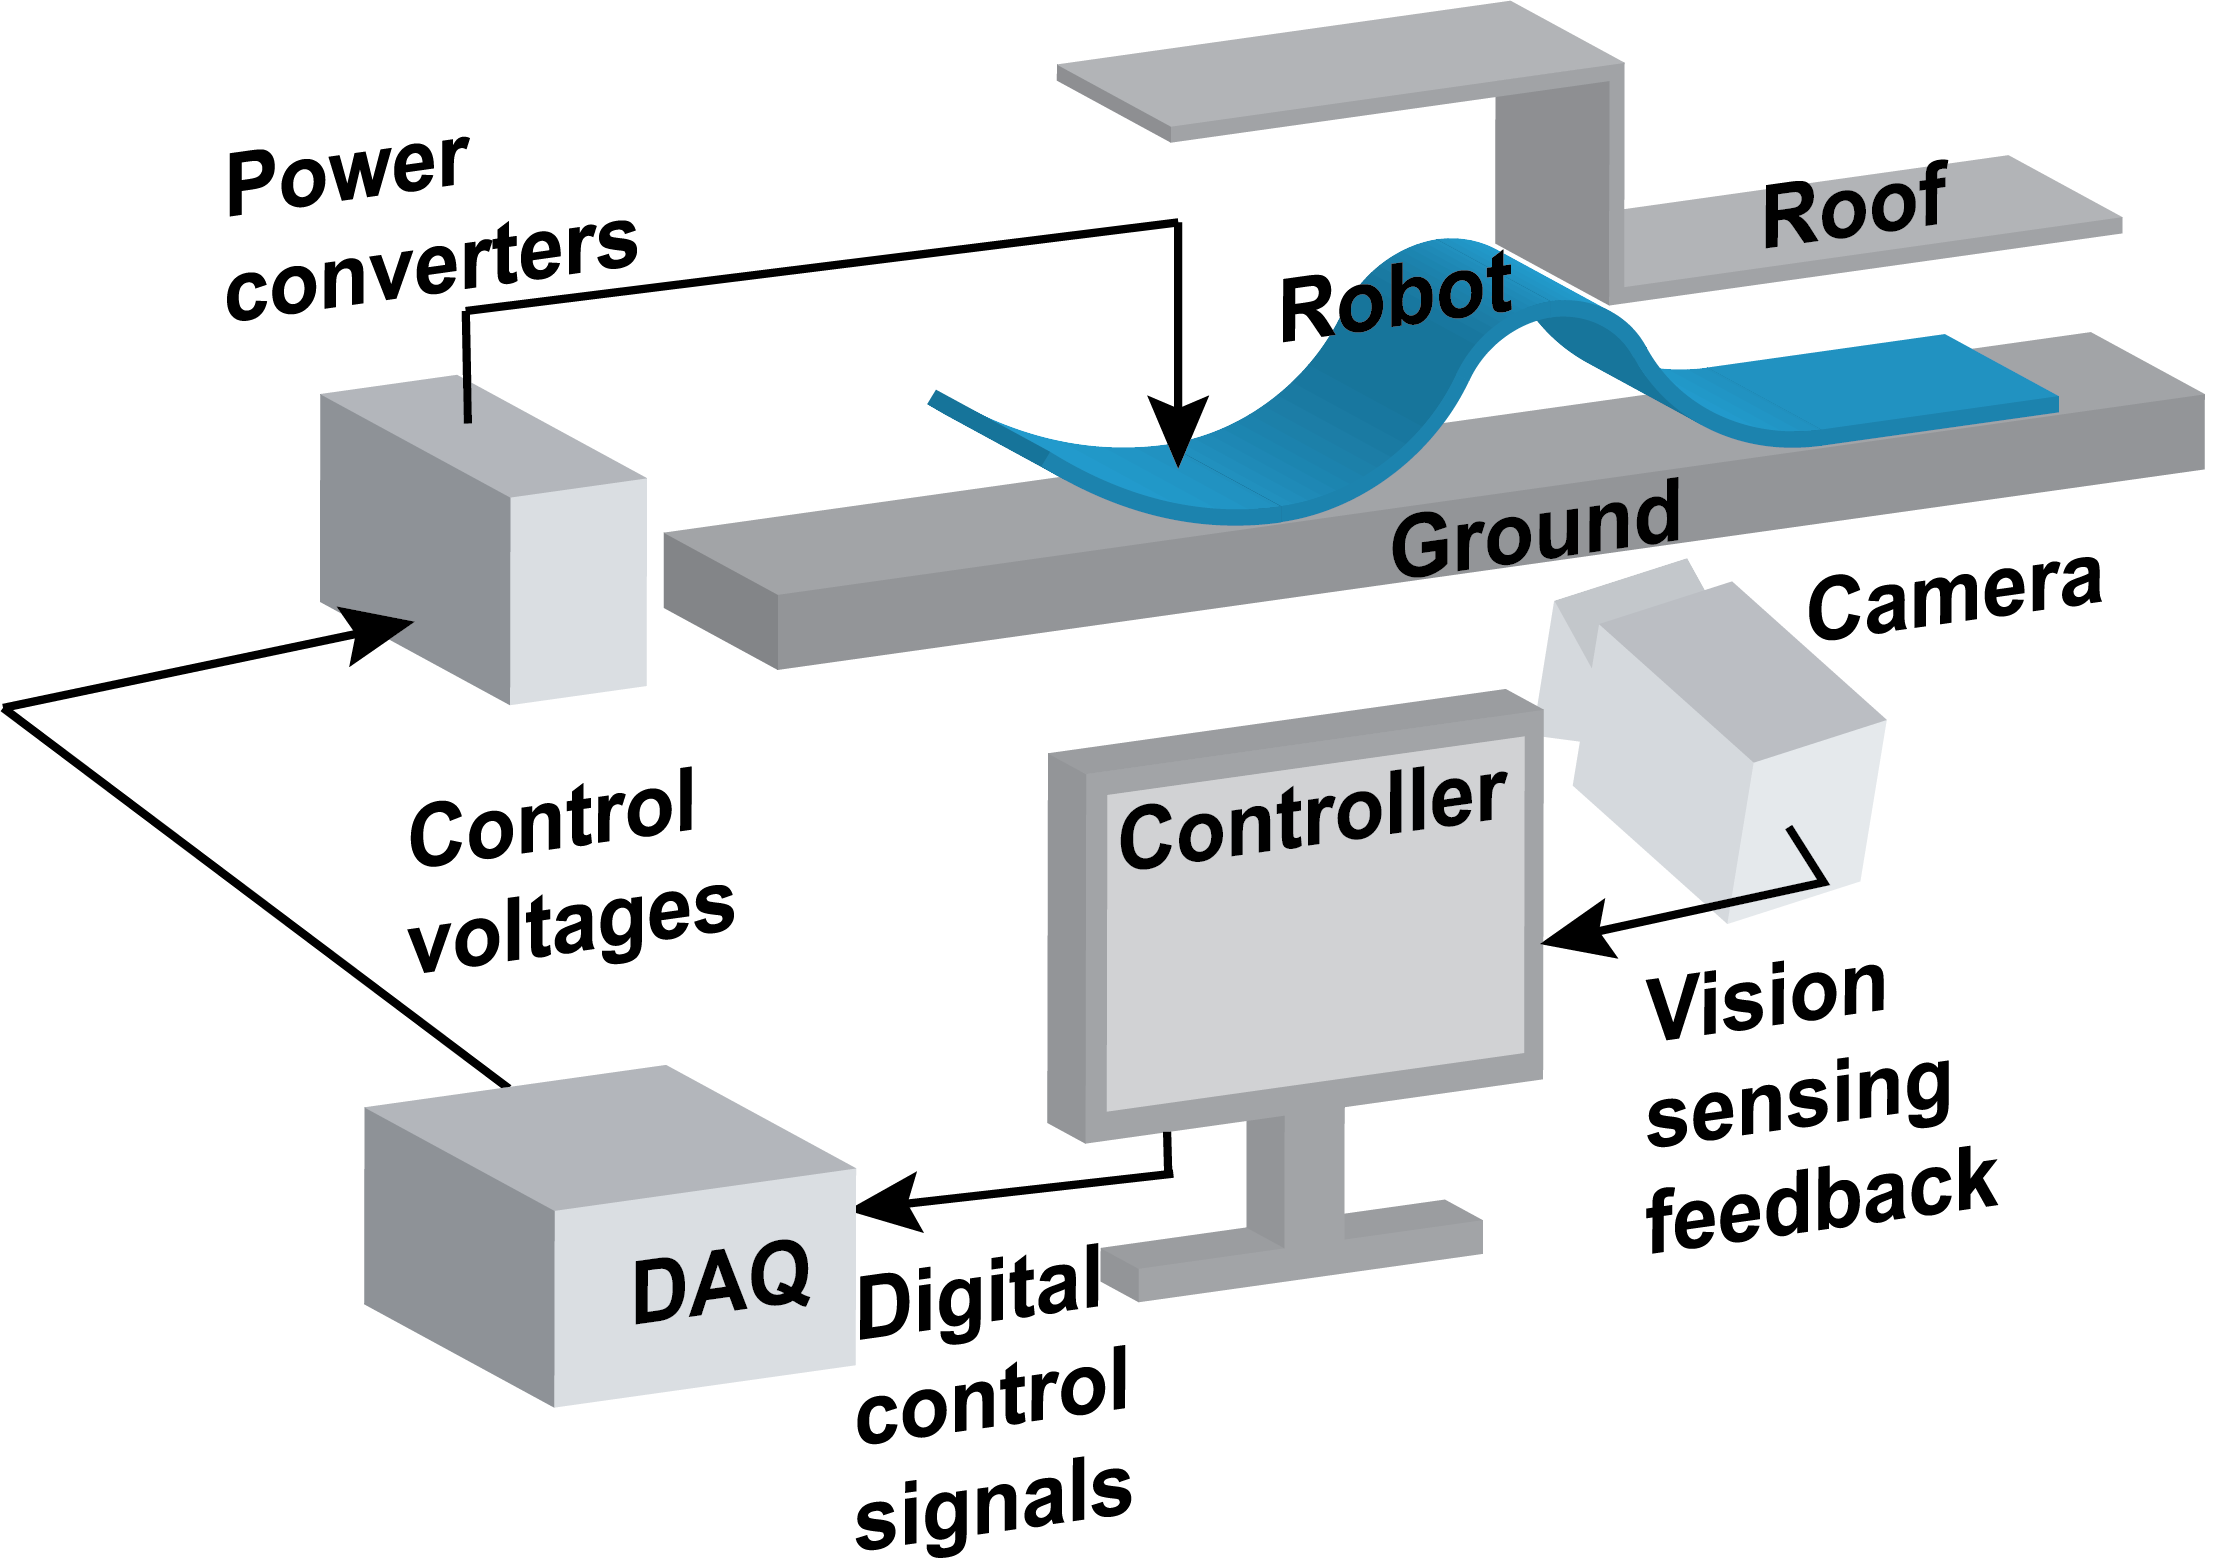 Power
converters
Roof
Robot
Ground
Camera
Control
voltages
Controller
Vision
sensing
feedback
DAQ
Digital
control
signals